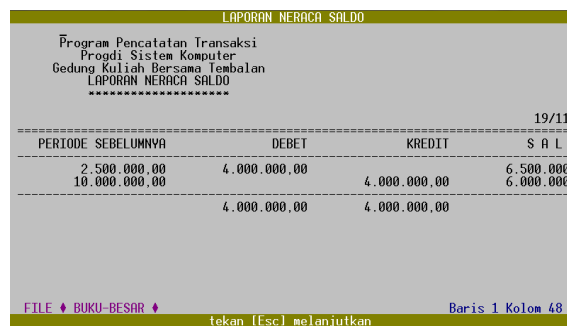 LAPORAN NERACA SALDO
Program Pencatatan Transaksi
Progdi Sistem Komputer
Gedung Kuliah Bersama Tembalan
LAPORAN NERACA SALDO
********************
19/11
================================================================================
PERIODE SEBELUMNYA DEBET KREDIT S A L
--------------------------------------------------------------------------------
2.500.000,00 4.000.000,00 6.500.000
10.000.000,00 4.000.000,00 6.000.000
--------------------------------------------------------------------------------
4.000.000,00 4.000.000,00
FILE ♦ BUKU-BESAR ♦ Baris 1 Kolom 48
tekan [Esc] melanjutkan